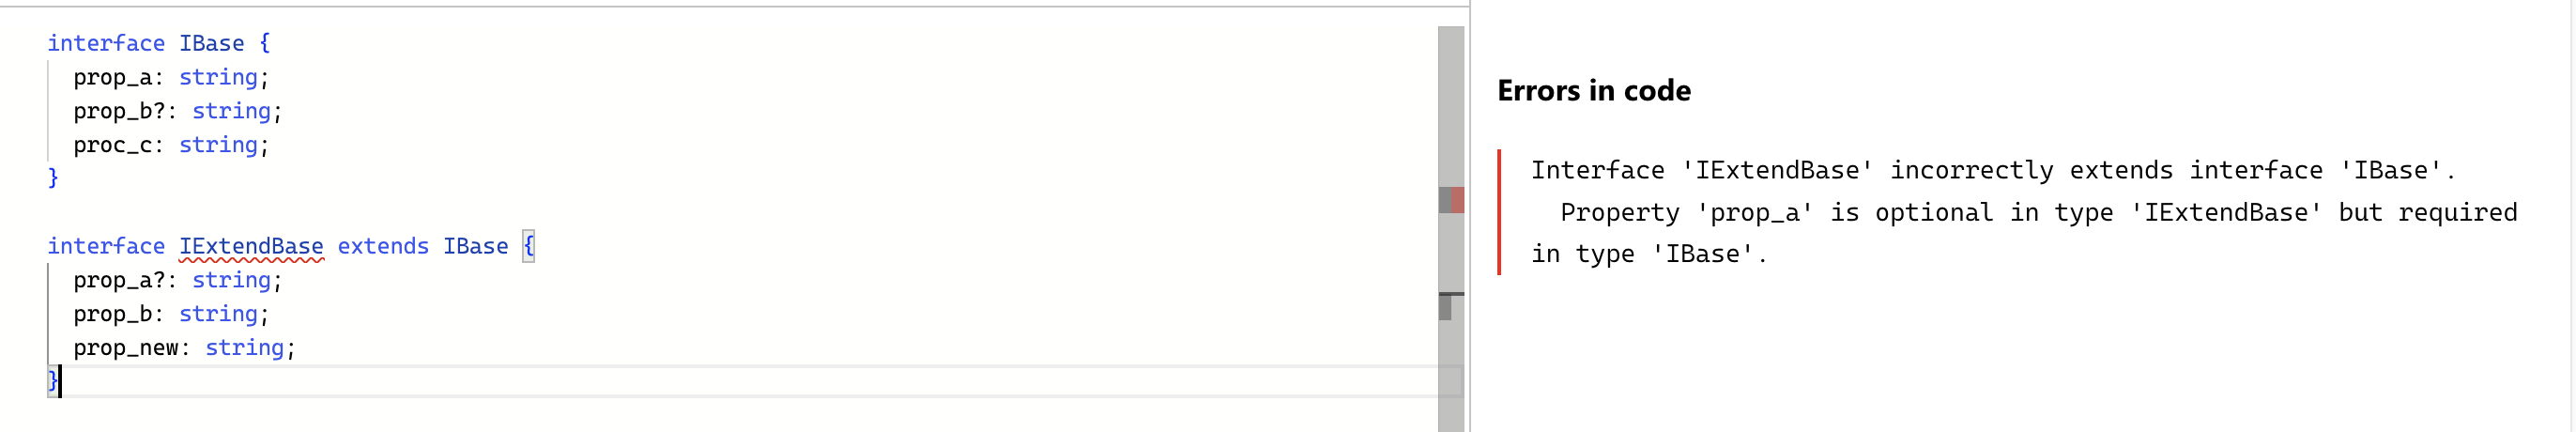 interface IBase {
  prop_a: string;
  prop_b?: string;
  proc_c: string;
}
interface IExtendBase extends IBase {
  prop_a?: string;
  prop_b: string;
  prop_new: string;
}
Errors in code
Interface 'IExtendBase' incorrectly extends interface 'IBase'.
  Property 'prop_a' is optional in type 'IExtendBase' but required
in type 'IBase'.